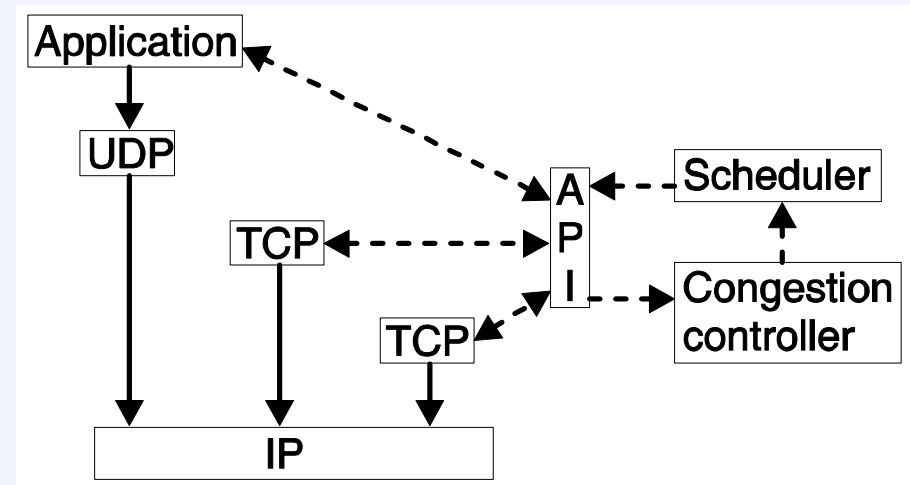 Application
UDP
TCP
TCP
IP
A
P
I
Scheduler
Congestion
controller